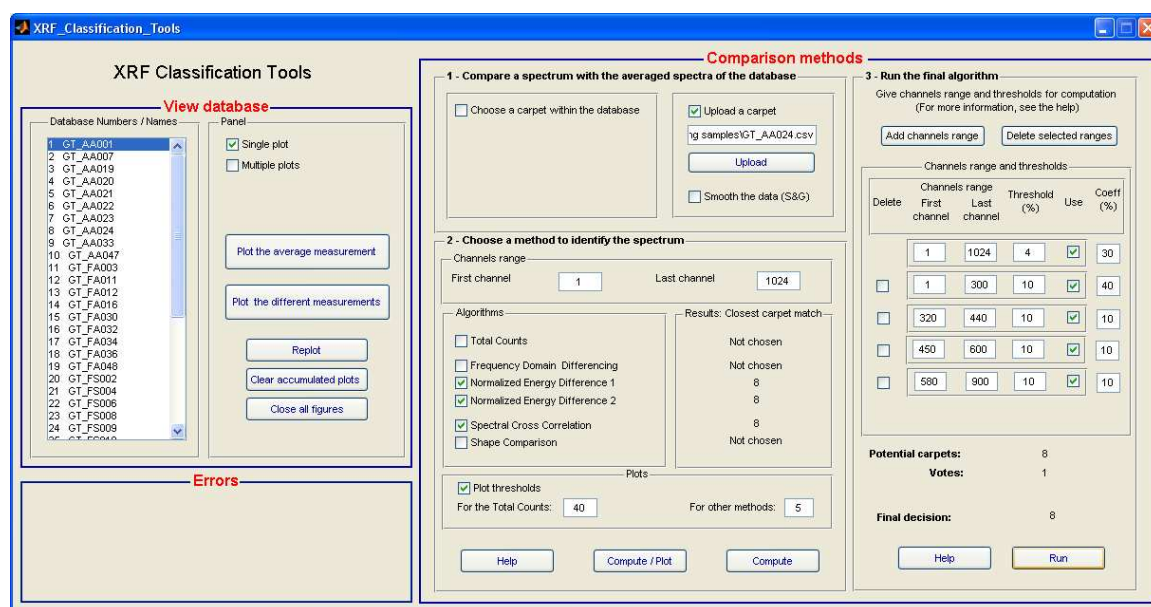 XRF_Classification_Tools
XRF Classification Tools
View database
Database Numbers / Names
1 GT_AA001
2 GT_AA007
3 GT_AA019
4 GT_AA020
5 GT_AA021
6 GT_AA022
7 GT_AA023
8 GT_AA024
9 GT_AA033
10 GT_AA047
11 GT_FA003
12 GT_FA011
13 GT_FA012
14 GT_FA016
15 GT_FA030
16 GT_FA032
17 GT_FA034
18 GT_FA036
19 GT_FA048
20 GT_FS002
21 GT_FS004
22 GT_FS006
23 GT_FS008
24 GT_FS009
Panel
Single plot
Multiple plots
Plot the average measurement
Plot the different measurements
Replot
Clear accumulated plots
Close all figures
Errors
Comparison methods
1 - Compare a spectrum with the averaged spectra of the database
Choose a carpet within the database
Upload a carpet
ng samples\GT_AA024.csv
Upload
Smooth the data (S&G)
2 - Choose a method to identify the spectrum
Channels range
First channel 1 Last channel 1024
Algorithms Results: Closest carpet match
Total Counts Not chosen
Frequency Domain Differencing Not chosen
Normalized Energy Difference 1 8
Normalized Energy Difference 2 8
Spectral Cross Correlation 8
Shape Comparison Not chosen
Plots
Plot thresholds
For the Total Counts: 40 For other methods: 5
Help Compute / Plot Compute
3 - Run the final algorithm
Give channels range and thresholds for computation
(For more information, see the help)
Add channels range Delete selected ranges
Channels range and thresholds
Delete
Channels range
First channel
Last channel
Threshold (%)
Use
Coeff (%)
1 1024 4 30
1 300 10 40
320 440 10 10
450 600 10 10
580 900 10 10
Potential carpets: 8
Votes: 1
Final decision: 8
Help Run